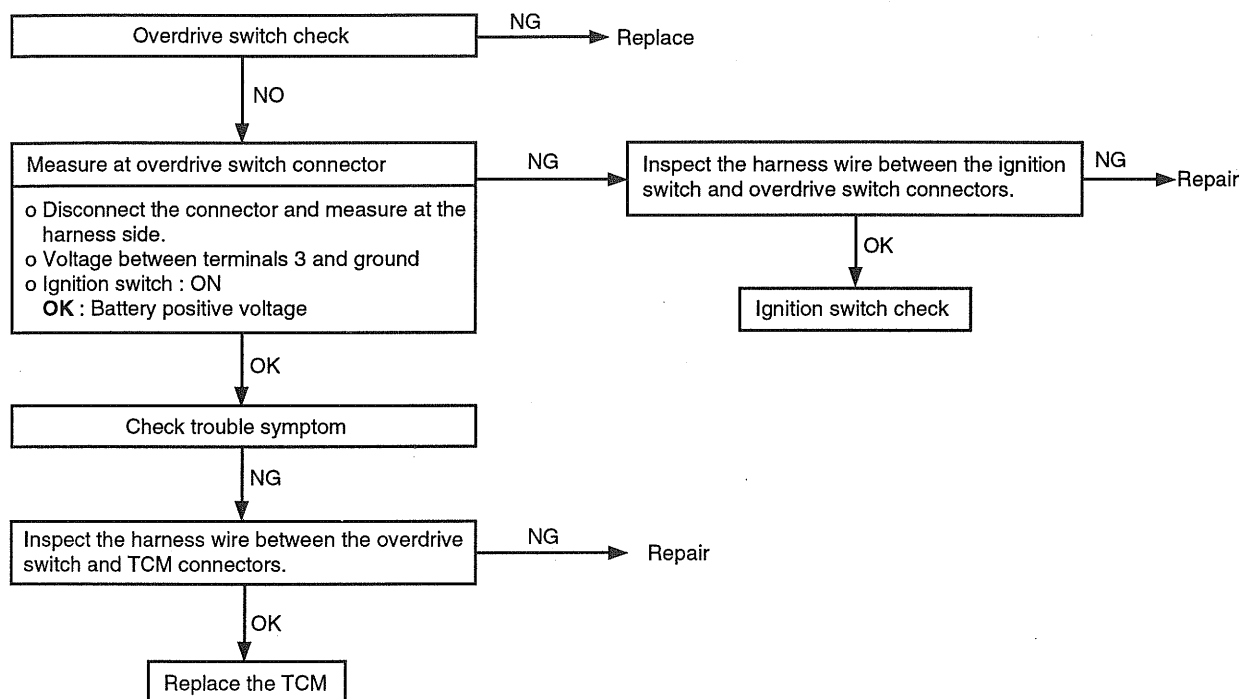 Overdrive switch check
NG
Replace
NO
Measure at overdrive switch connector
o Disconnect the connector and measure at the
harness side.
o Voltage between terminals 3 and ground
o Ignition switch : ON
OK : Battery positive voltage
NG
Inspect the harness wire between the ignition
switch and overdrive switch connectors.
NG
Repair
OK
Ignition switch check
OK
Check trouble symptom
NG
Inspect the harness wire between the overdrive
switch and TCM connectors.
NG
Repair
OK
Replace the TCM